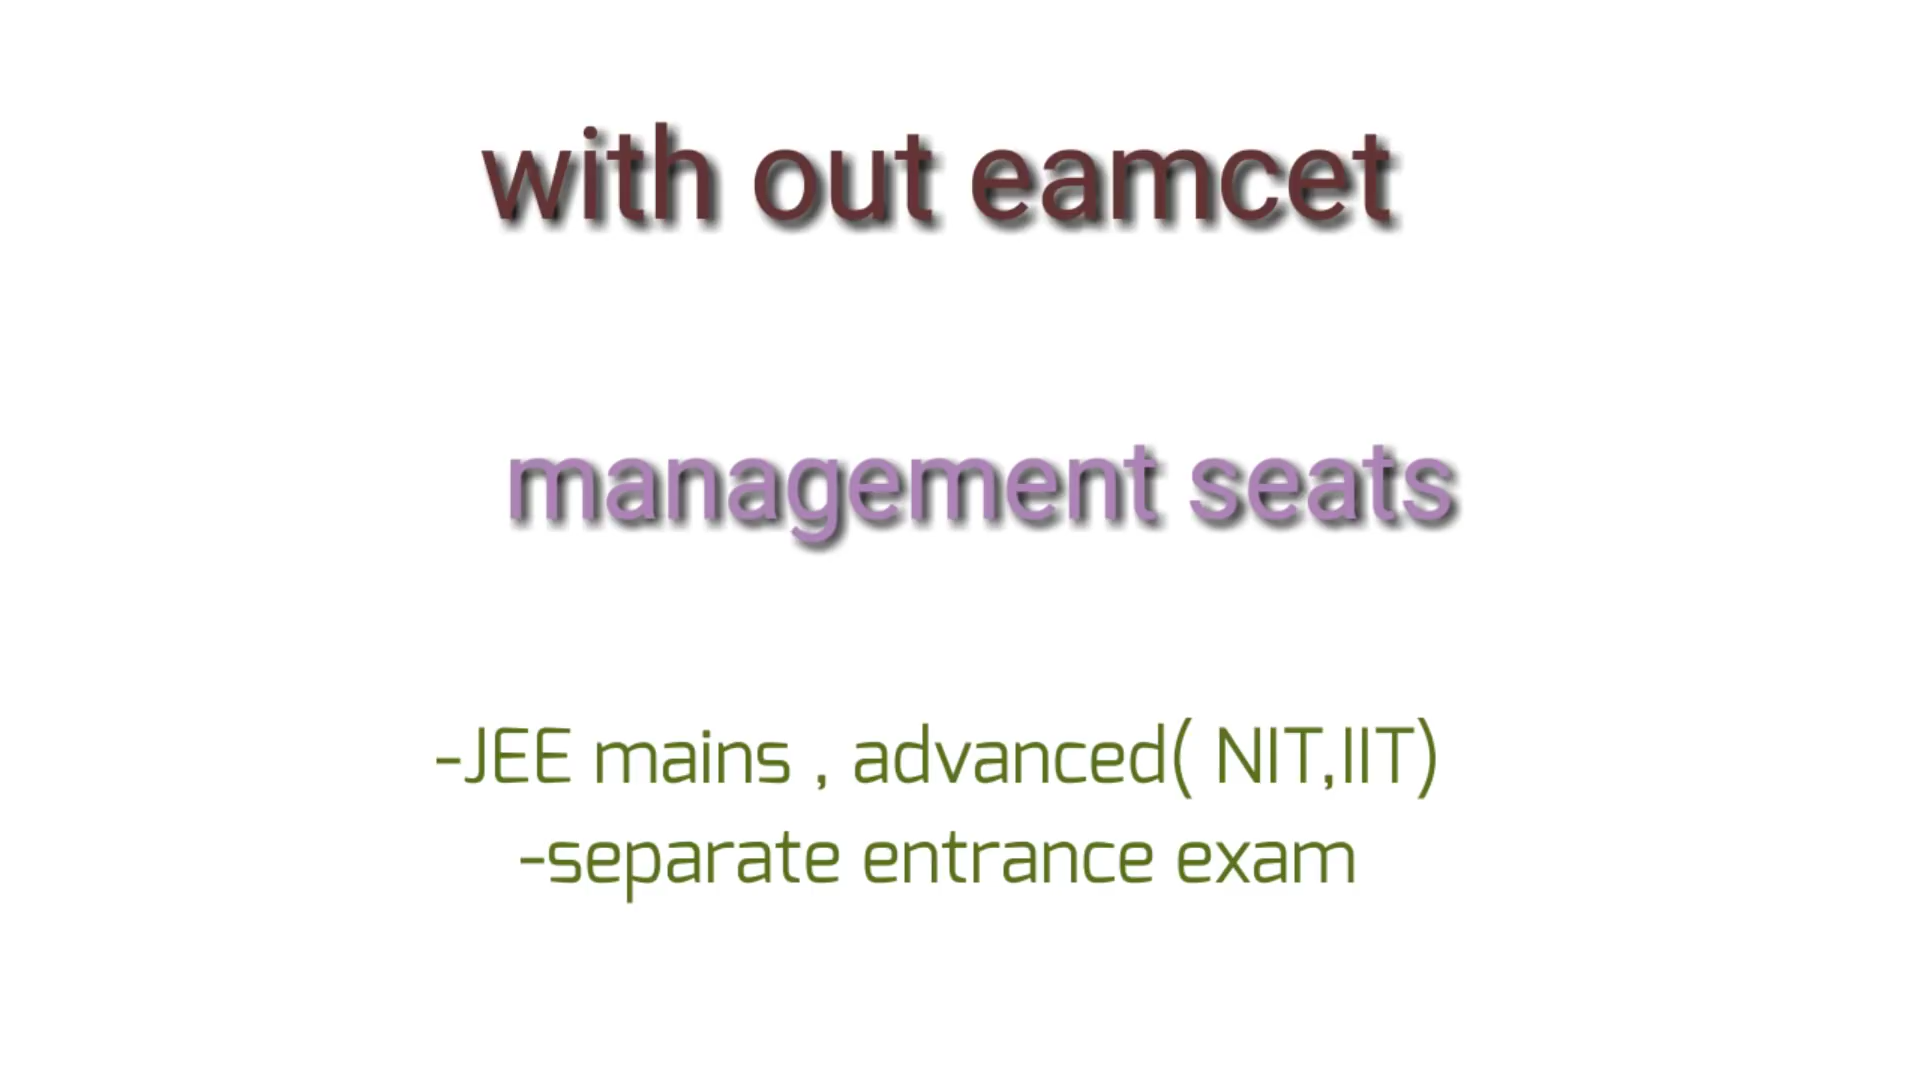 with out eamcet
management seats
-JEE mains , advanced( NIT,IIT)
-separate entrance exam